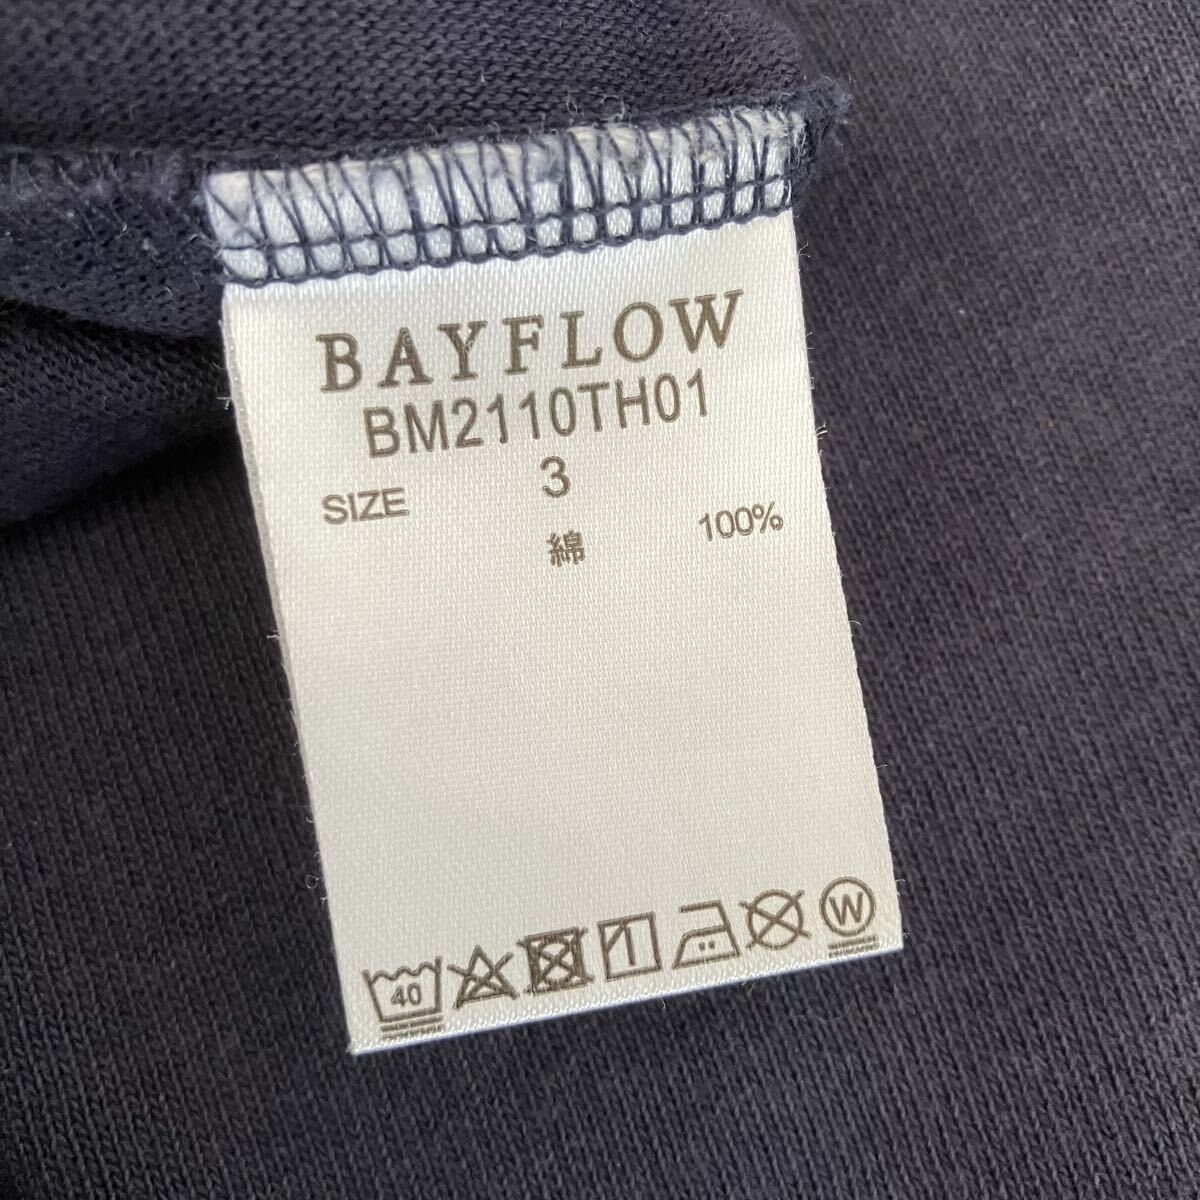 BAYFLOW
BM2110TH01
SIZE 3
綿 100%
40 W